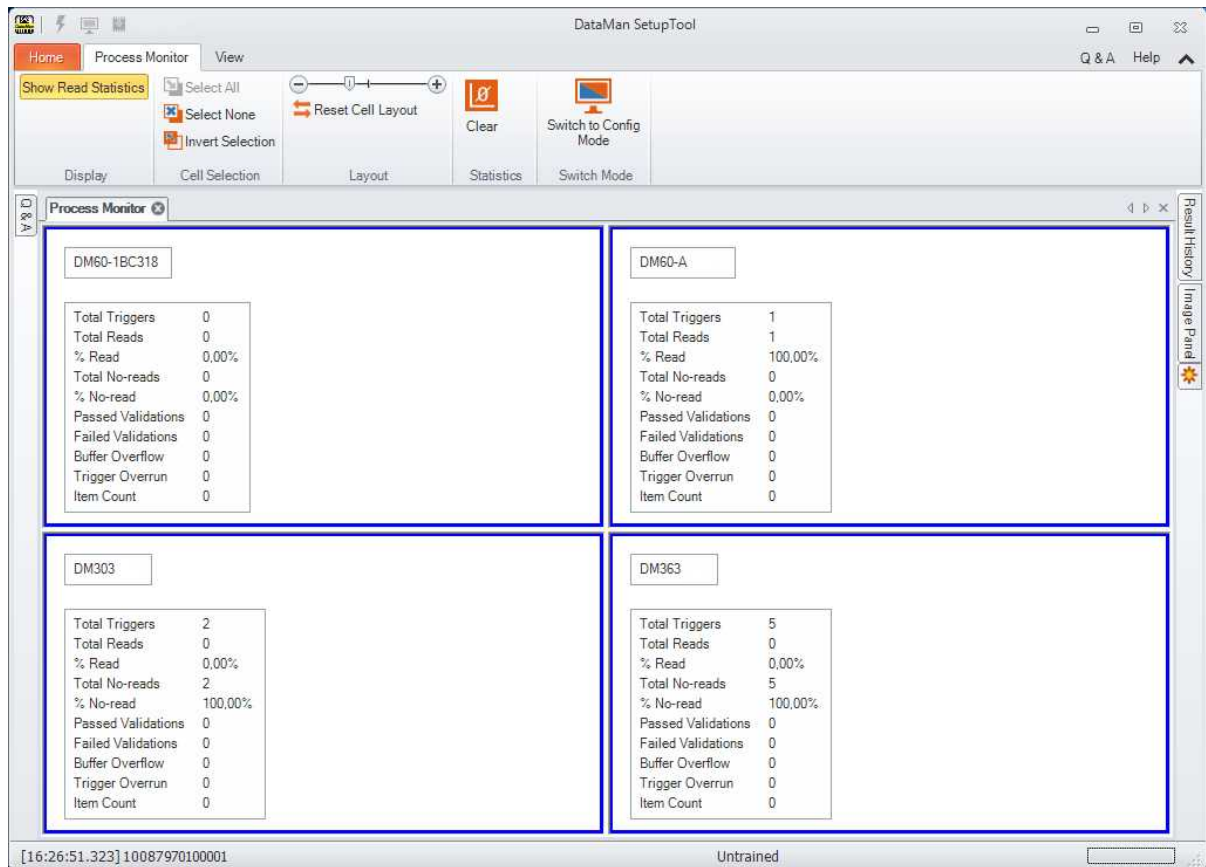 DataMan SetupTool
Home Process Monitor View Q & A Help
Show Read Statistics
Select All
Select None
Invert Selection
Reset Cell Layout
Clear
Switch to Config
Mode
Display Cell Selection Layout Statistics Switch Mode
Q & A
Process Monitor
Result History
Image Panel
DM60-1BC318
Total Triggers 0
Total Reads 0
% Read 0,00%
Total No-reads 0
% No-read 0,00%
Passed Validations 0
Failed Validations 0
Buffer Overflow 0
Trigger Overrun 0
Item Count 0
DM60-A
Total Triggers 1
Total Reads 1
% Read 100,00%
Total No-reads 0
% No-read 0,00%
Passed Validations 0
Failed Validations 0
Buffer Overflow 0
Trigger Overrun 0
Item Count 0
DM303
Total Triggers 2
Total Reads 0
% Read 0,00%
Total No-reads 2
% No-read 100,00%
Passed Validations 0
Failed Validations 0
Buffer Overflow 0
Trigger Overrun 0
Item Count 0
DM363
Total Triggers 5
Total Reads 0
% Read 0,00%
Total No-reads 5
% No-read 100,00%
Passed Validations 0
Failed Validations 0
Buffer Overflow 0
Trigger Overrun 0
Item Count 0
[16:26:51.323] 10087970100001
Untrained